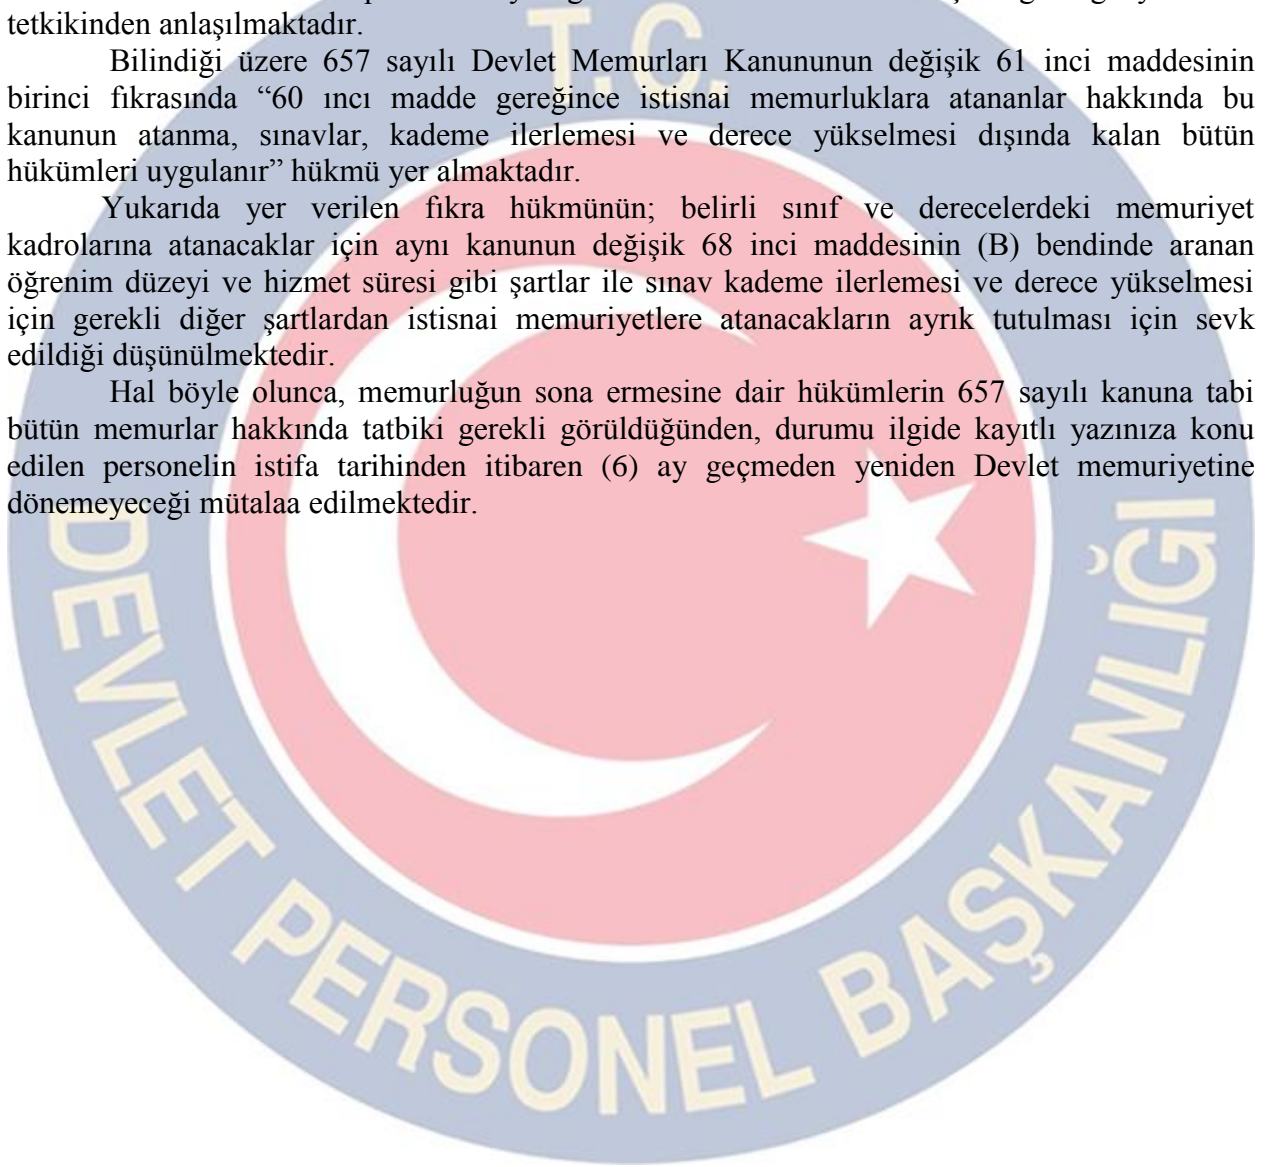 tetkikinden anlaşılmaktadır.
Bilindiği üzere 657 sayılı Devlet Memurları Kanununun değişik 61 inci maddesinin
birinci fıkrasında “60 ıncı madde gereğince istisnai memurluklara atananlar hakkında bu
kanunun atanma, sınavlar, kademe ilerlemesi ve derece yükselmesi dışında kalan bütün
hükümleri uygulanır” hükmü yer almaktadır.
Yukarıda yer verilen fıkra hükmünün; belirli sınıf ve derecelerdeki memuriyet
kadrolarına atanacaklar için aynı kanunun değişik 68 inci maddesinin (B) bendinde aranan
öğrenim düzeyi ve hizmet süresi gibi şartlar ile sınav kademe ilerlemesi ve derece yükselmesi
için gerekli diğer şartlardan istisnai memuriyetlere atanacakların ayrık tutulması için sevk
edildiği düşünülmektedir.
Hal böyle olunca, memurluğun sona ermesine dair hükümlerin 657 sayılı kanuna tabi
bütün memurlar hakkında tatbiki gerekli görüldüğünden, durumu ilgide kayıtlı yazınıza konu
edilen personelin istifa tarihinden itibaren (6) ay geçmeden yeniden Devlet memuriyetine
dönemeyeceği mütalaa edilmektedir.
T.C.
DEVLET PERSONEL BAŞKANLIĞI